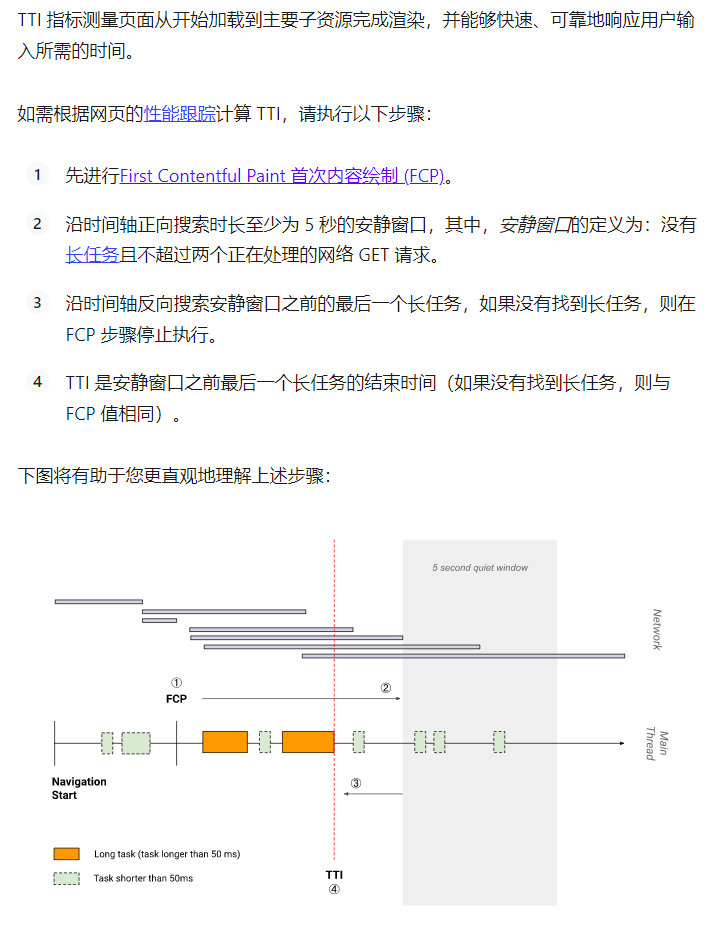 TTI 指标测量页面从开始加载到主要子资源完成渲染，并能够快速、可靠地响应用户输
入所需的时间。
如需根据网页的性能跟踪计算 TTI，请执行以下步骤：
1 先进行First Contentful Paint 首次内容绘制 (FCP)。
2 沿时间轴正向搜索时长至少为 5 秒的安静窗口，其中，安静窗口的定义为：没有
长任务且不超过两个正在处理的网络 GET 请求。
3 沿时间轴反向搜索安静窗口之前的最后一个长任务，如果没有找到长任务，则在
FCP 步骤停止执行。
4 TTI 是安静窗口之前最后一个长任务的结束时间（如果没有找到长任务，则与
FCP 值相同）。
下图将有助于您更直观地理解上述步骤：
5 second quiet window
Network
①
FCP
②
Main
Thread
Navigation
Start
③
Long task (task longer than 50 ms)
Task shorter than 50ms
TTI
④